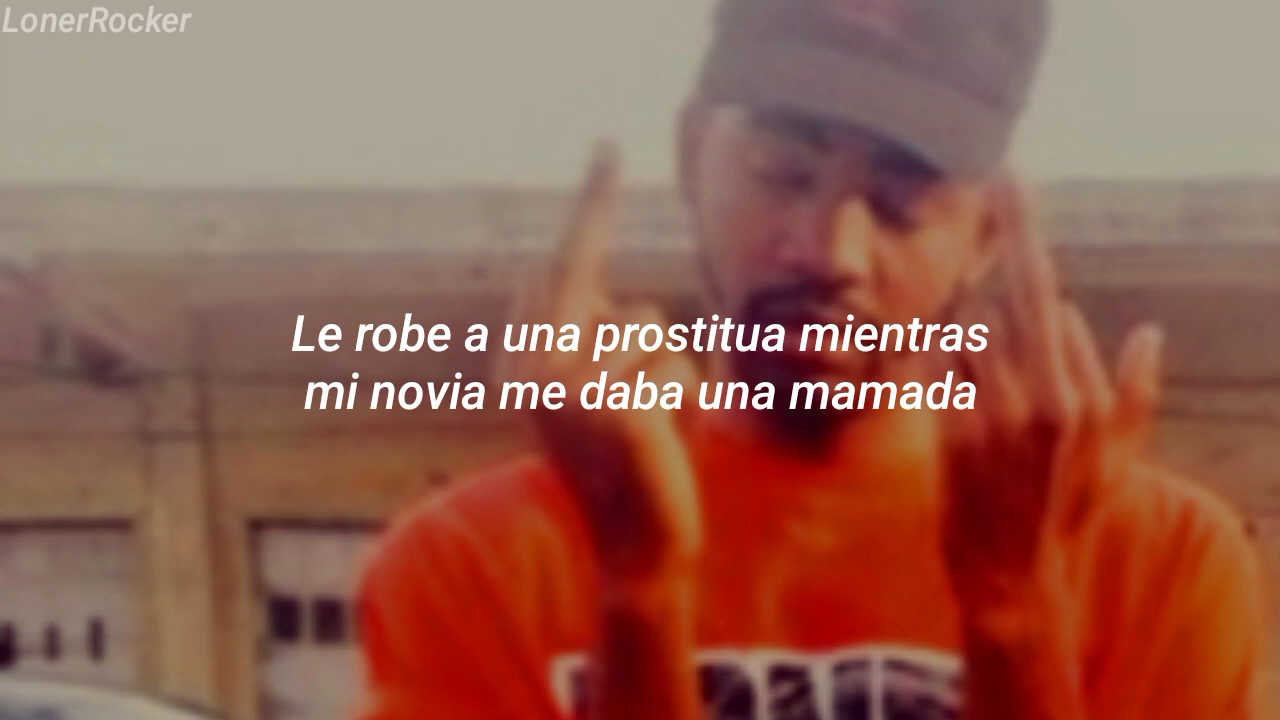 LonerRocker
Le robe a una prostitua mientras
mi novia me daba una mamada